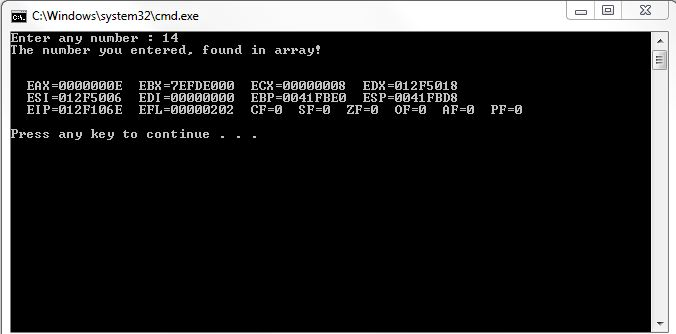 C:\Windows\system32\cmd.exe
Enter any number : 14
The number you entered, found in array!
EAX=0000000E EBX=7EFDE000 ECX=00000008 EDX=012F5018
ESI=012F5006 EDI=00000000 EBP=0041FBE0 ESP=0041FBD8
EIP=012F106E EFL=00000202 CF=0 SF=0 ZF=0 OF=0 AF=0 PF=0
Press any key to continue . . .